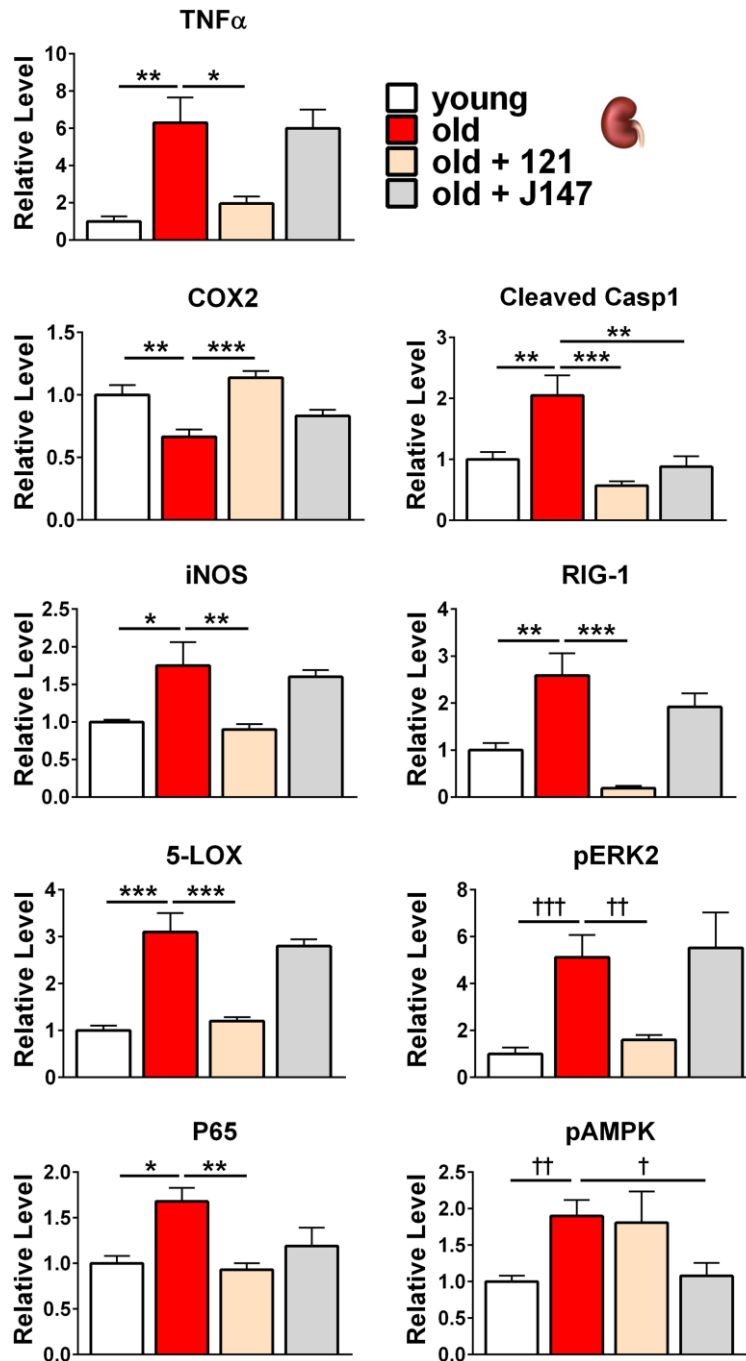 TNFα
Relative Level
10
8
6
4
2
0
** *
young
old
old + 121
old + J147
COX2
Relative Level
1.5
1.0
0.5
0.0
** ***
Cleaved Casp1
Relative Level
3
2
1
0
**
** ***
iNOS
Relative Level
2.5
2.0
1.5
1.0
0.5
0.0
* **
RIG-1
Relative Level
4
3
2
1
0
** ***
5-LOX
Relative Level
4
3
2
1
0
*** ***
pERK2
Relative Level
8
6
4
2
0
††† ††
P65
Relative Level
2.0
1.5
1.0
0.5
0.0
* **
pAMPK
Relative Level
2.5
2.0
1.5
1.0
0.5
0.0
†† †